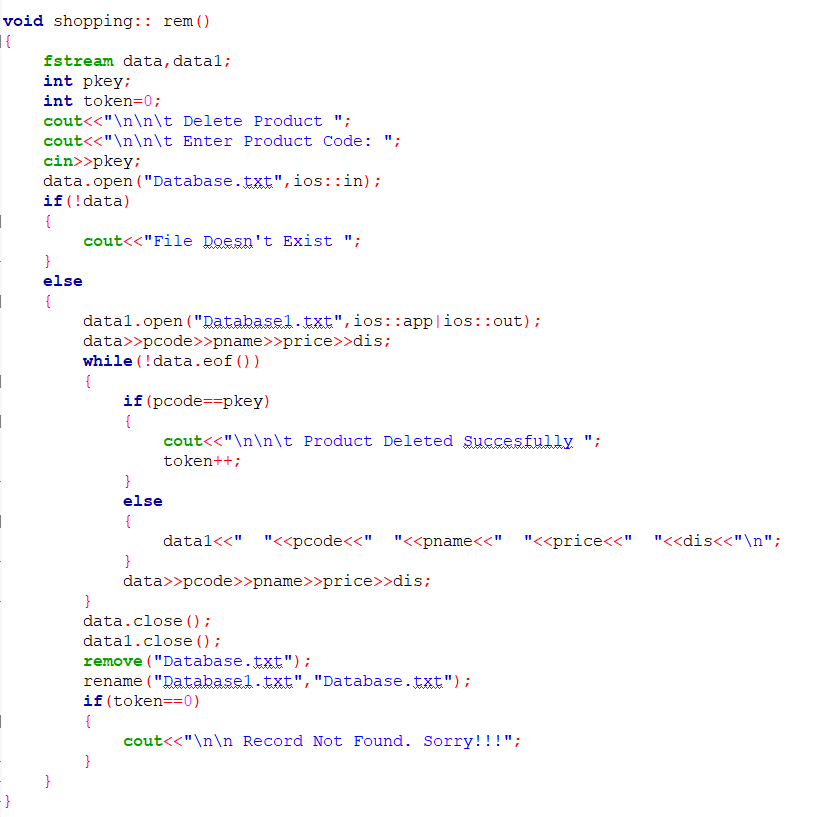 void shopping:: rem()
{
    fstream data,data1;
    int pkey;
    int token=0;
    cout<<"\n\n\t Delete Product ";
    cout<<"\n\n\t Enter Product Code: ";
    cin>>pkey;
    data.open("Database.txt",ios::in);
    if(!data)
    {
        cout<<"File Doesn't Exist ";
    }
    else
    {
        data1.open("Database1.txt",ios::app|ios::out);
        data>>pcode>>pname>>price>>dis;
        while(!data.eof())
        {
            if(pcode==pkey)
            {
                cout<<"\n\n\t Product Deleted Succesfully ";
                token++;
            }
            else
            {
                data1<<"  "<<pcode<<"  "<<pname<<"  "<<price<<"  "<<dis<<"\n";
            }
            data>>pcode>>pname>>price>>dis;
        }
        data.close();
        data1.close();
        remove("Database.txt");
        rename("Database1.txt","Database.txt");
        if(token==0)
        {
            cout<<"\n\n Record Not Found. Sorry!!!";
        }
    }
}